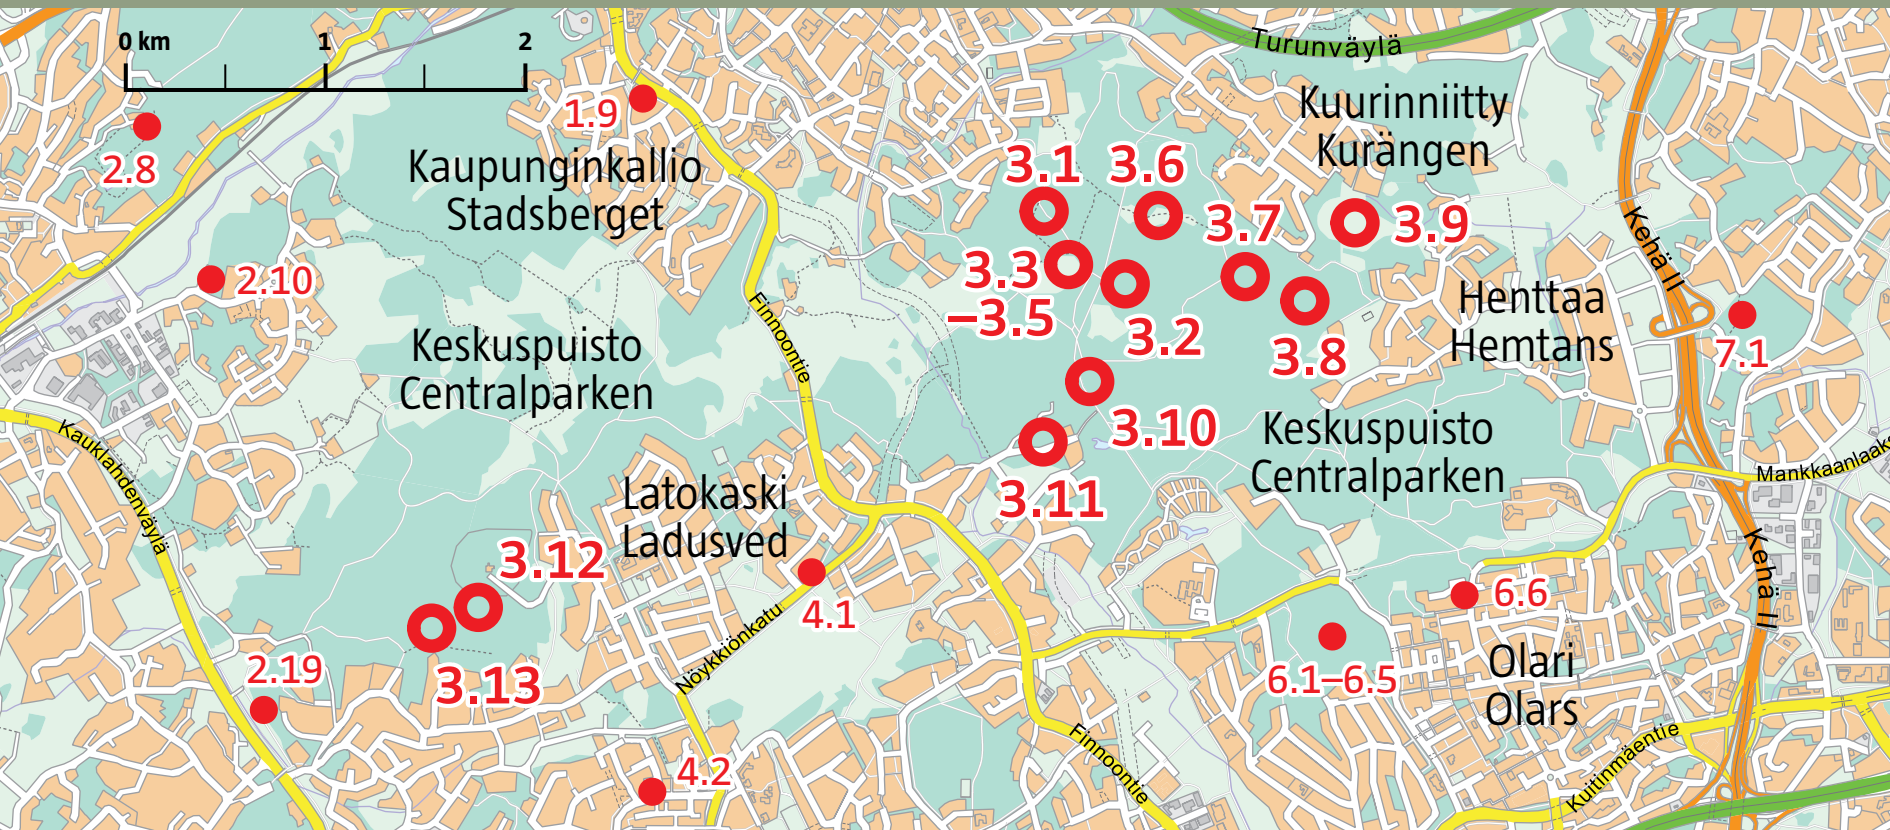 0 km 1 2
Turunväylä
1.9
2.8
Kuurinniitty
Kurängen
Kaupunginkallio
Stadsberget
3.1 3.6
3.7
3.9
2.10
3.3
–3.5
3.2
3.8
Kehä II
Henttaa
Hemtans
7.1
Finnoontie
Keskuspuisto
Centralparken
3.10
Keskuspuisto
Centralparken
Kauklahdenväylä
Mankkaanlaaks
Latokaski
Ladusved
3.11
3.12
4.1
Kehä II
6.6
Nöykkiönkatu
2.19
3.13
6.1–6.5
Olari
Olars
4.2
Finnoontie
Kuitinmäentie